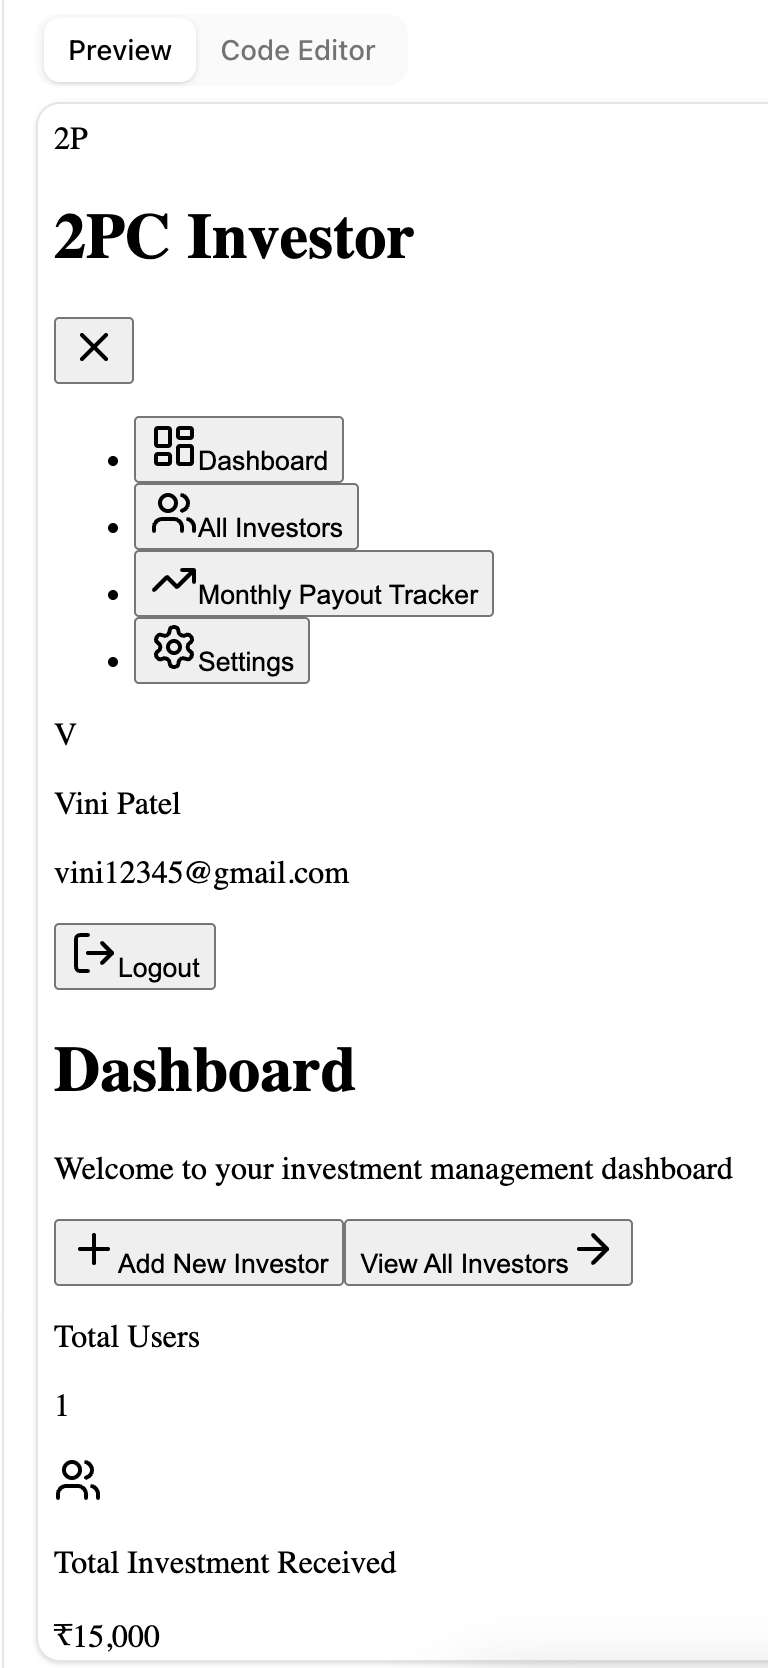 Preview Code Editor
2P
2PC Investor
Dashboard
All Investors
Monthly Payout Tracker
Settings
V
Vini Patel
vini12345@gmail.com
Logout
Dashboard
Welcome to your investment management dashboard
Add New Investor View All Investors
Total Users
1
Total Investment Received
₹15,000